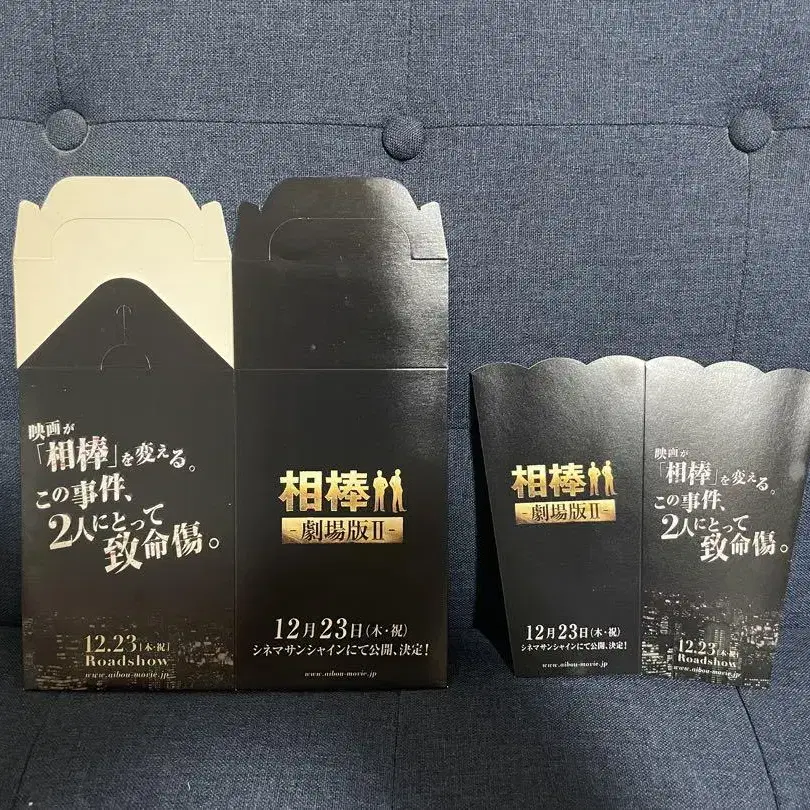 映画が
「相棒」を変える。
この事件、
2人にとって
致命傷。
12.23[木・祝]
Roadshow
www.aibou-movie.jp
相棒
-劇場版II-
12月23日(木・祝)
シネマサンシャインにて公開、決定!
www.aibou-movie.jp
相棒
-劇場版II-
12月23日(木・祝)
シネマサンシャインにて公開、決定!
www.aibou-movie.jp
映画が
「相棒」を変える。
この事件、
2人にとって
致命傷。
12.23[木・祝]
Roadshow
www.aibou-movie.jp